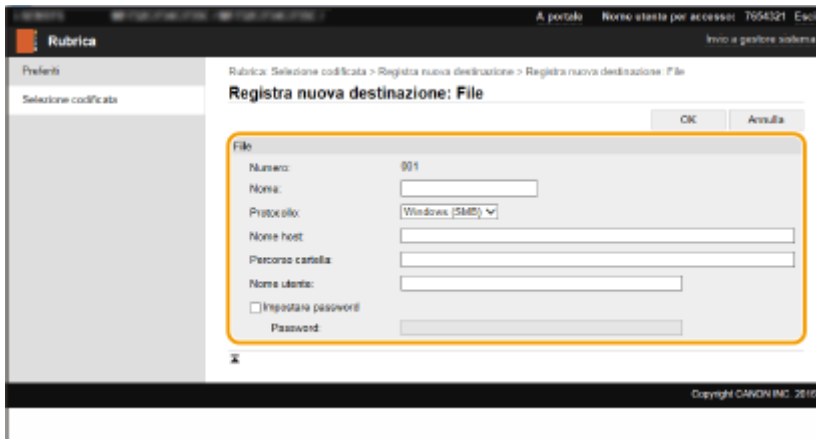 A portale Nome utente per accesso: 7654321 Esci
Rubrica
Invio a gestore sistema
Preferiti
Selezione codificata
Rubrica: Selezione codificata > Registra nuova destinazione > Registra nuova destinazione: File
Registra nuova destinazione: File
OK Annulla
File
Numero: 001
Nome:
Protocollo: Windows (SMB)
Nome host:
Percorso cartella:
Nome utente:
Impostare password
Password:
Copyright CANON INC. 2016